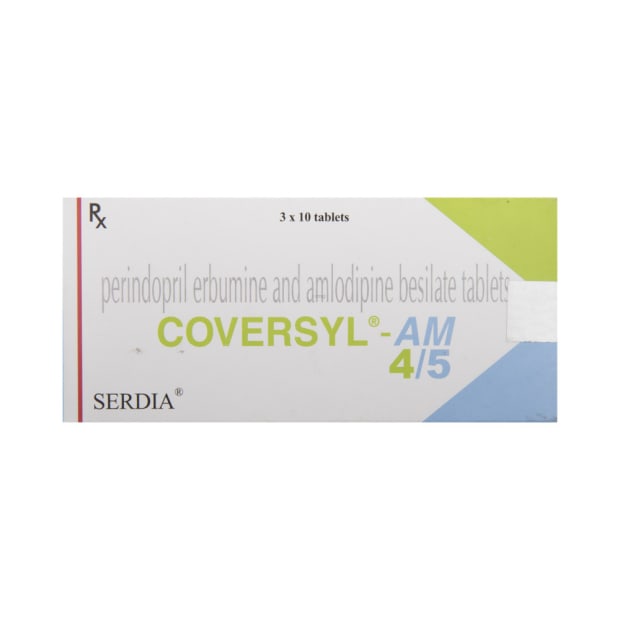 Rx
3 x 10 tablets
perindopril erbumine and amlodipine besilate tablets
COVERSYL®-AM
4/5
SERDIA®